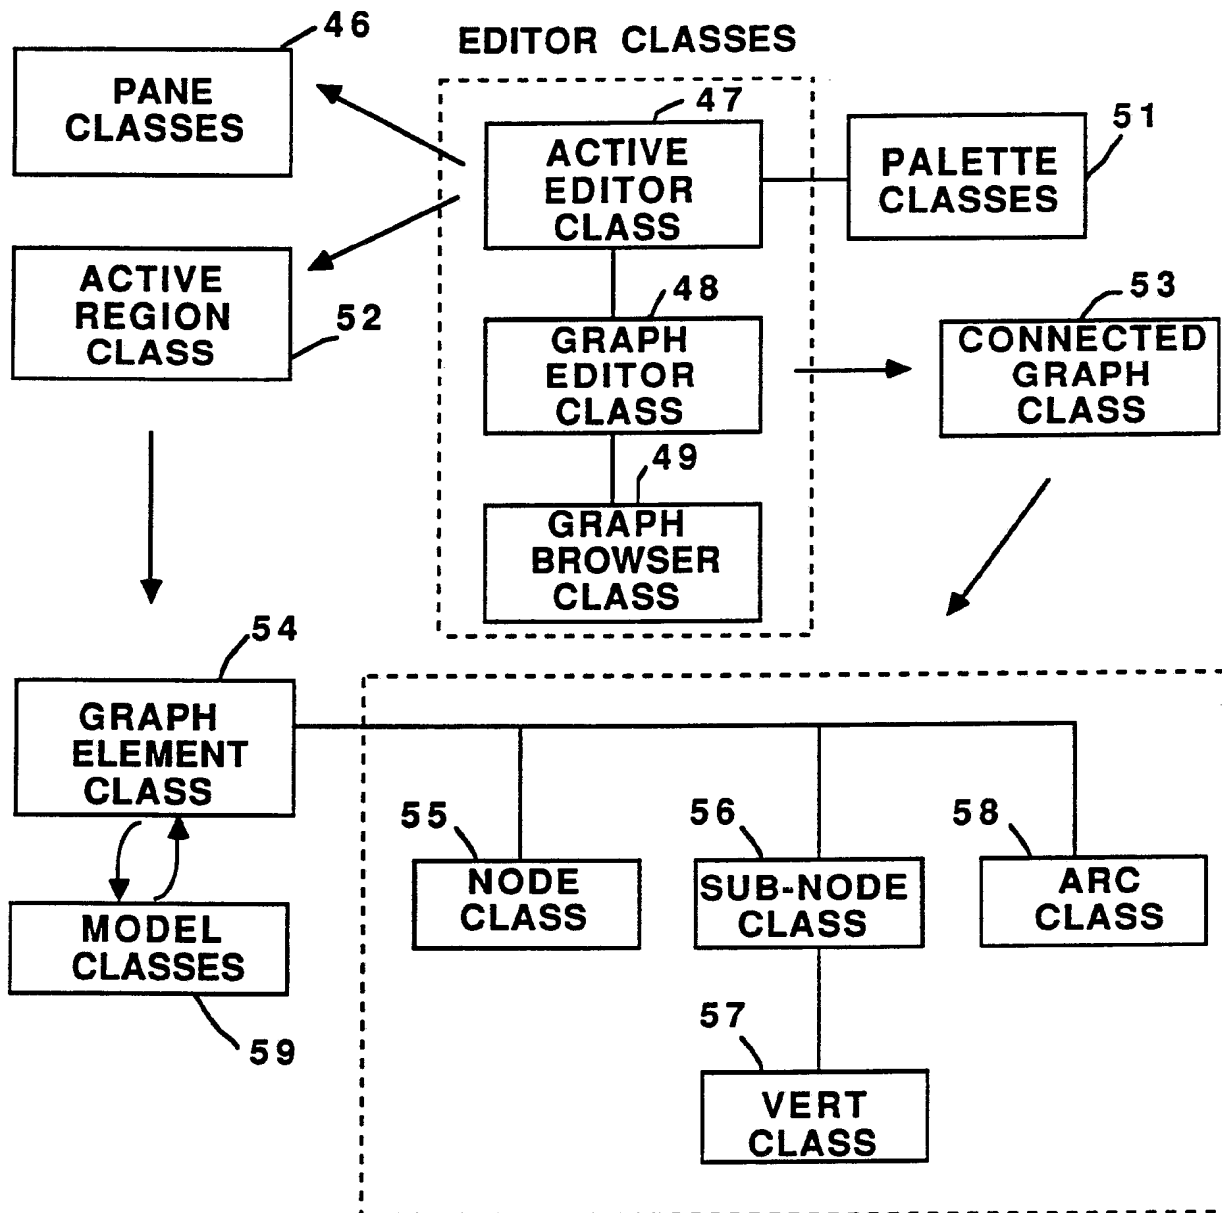 46
PANE
CLASSES
EDITOR CLASSES
47
ACTIVE
EDITOR
CLASS
51
PALETTE
CLASSES
ACTIVE
REGION
CLASS
52
48
GRAPH
EDITOR
CLASS
53
CONNECTED
GRAPH
CLASS
49
GRAPH
BROWSER
CLASS
54
GRAPH
ELEMENT
CLASS
55
NODE
CLASS
56
SUB-NODE
CLASS
58
ARC
CLASS
MODEL
CLASSES
59
57
VERT
CLASS